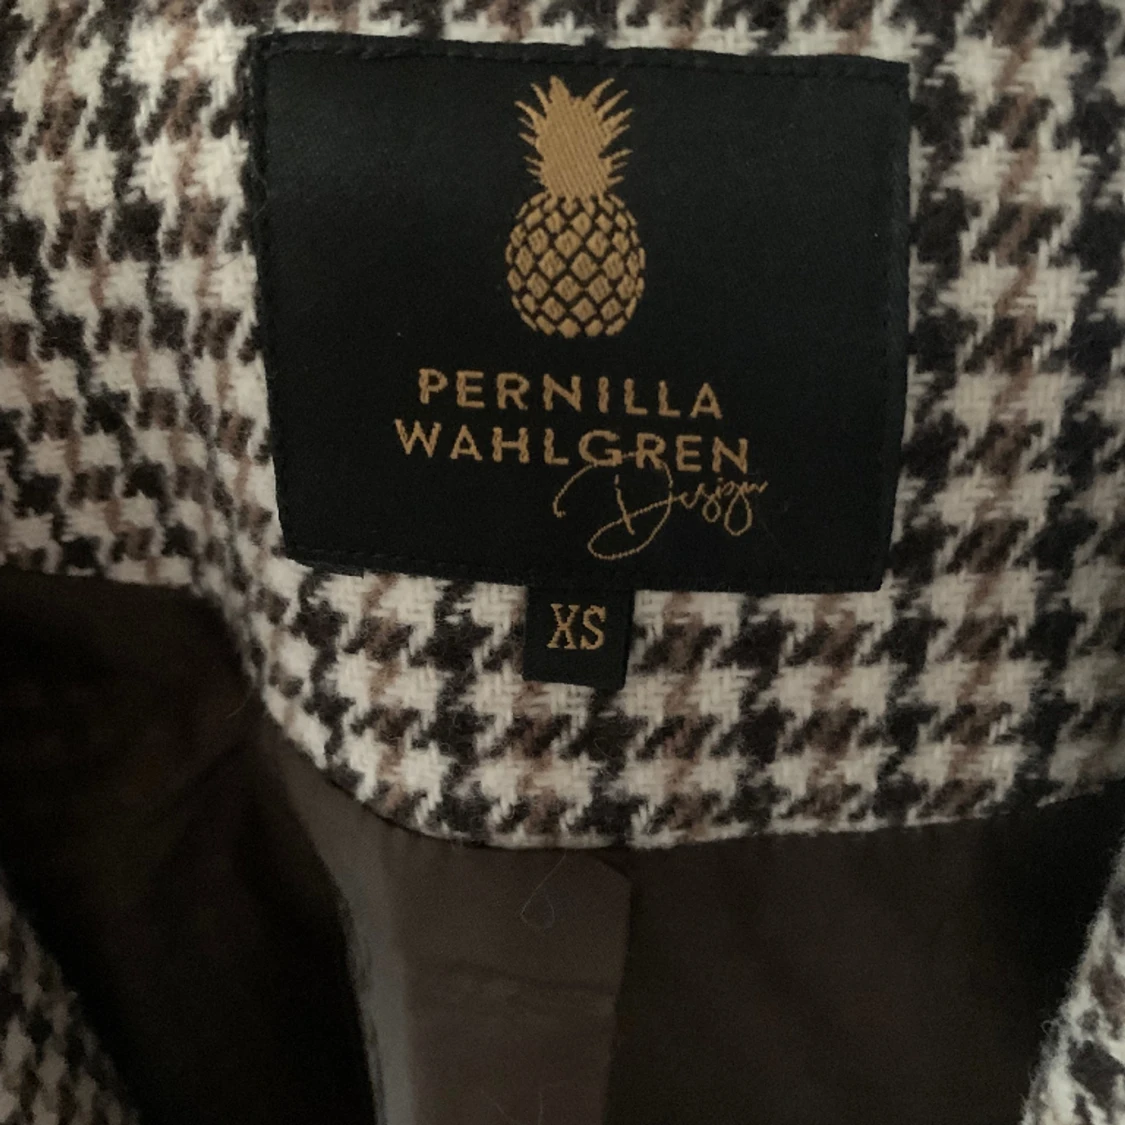 PERNILLA
WAHLGREN
Design
XS